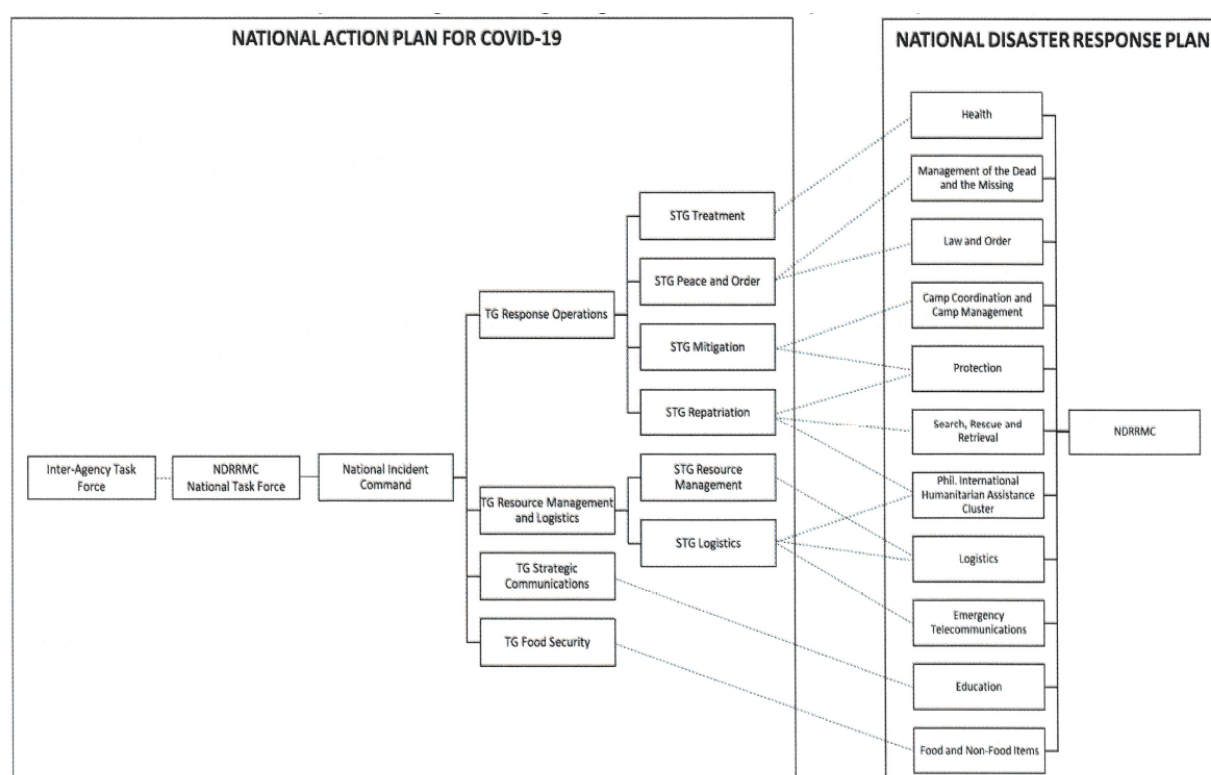 NATIONAL ACTION PLAN FOR COVID-19
Inter-Agency Task
Force
NDRRMC
National Task Force
National Incident
Command
TG Response Operations
TG Resource Management
and Logistics
TG Strategic
Communications
TG Food Security
STG Treatment
STG Peace and Order
STG Mitigation
STG Repatriation
STG Resource
Management
STG Logistics
NATIONAL DISASTER RESPONSE PLAN
Health
Management of the Dead
and the Missing
Law and Order
Camp Coordination and
Camp Management
Protection
Search, Rescue and
Retrieval
Phil. International
Humanitarian Assistance
Cluster
Logistics
Emergency
Telecommunications
Education
Food and Non-Food Items
NDRRMC